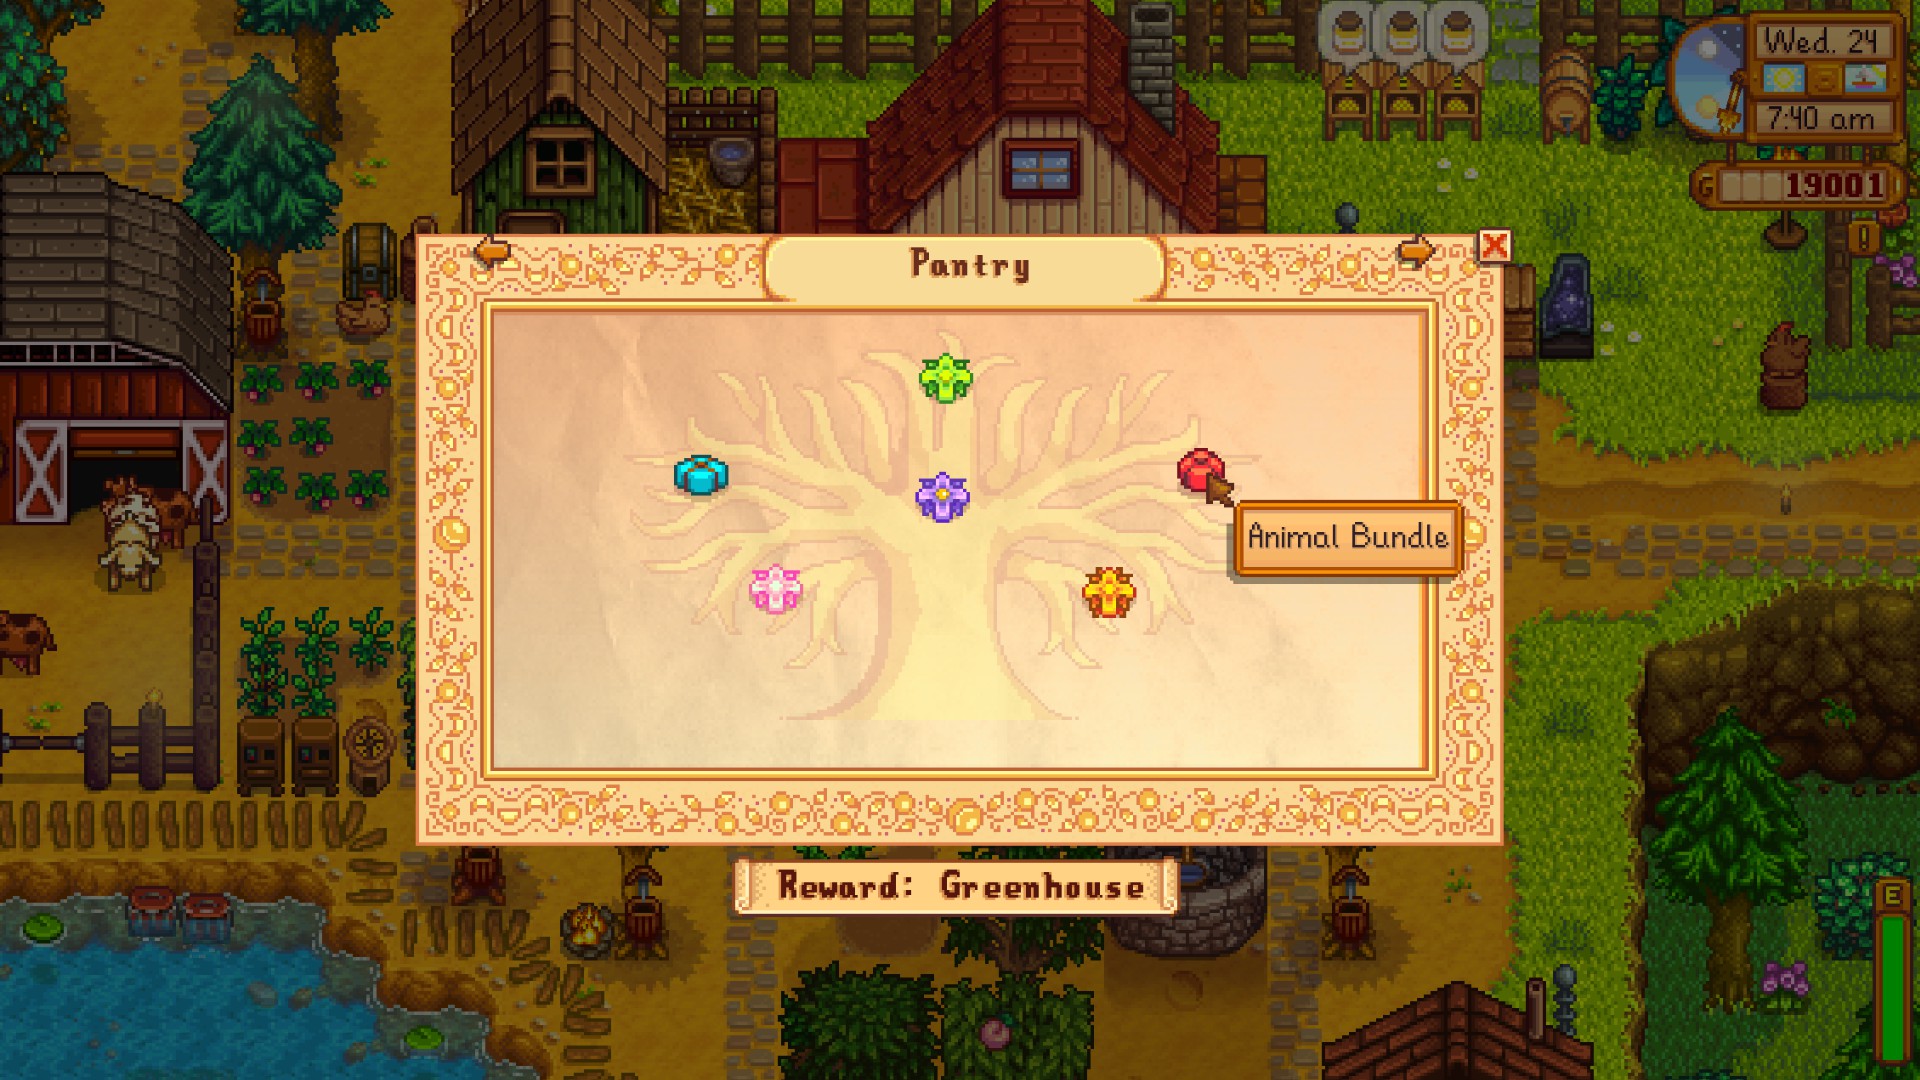 Wed. 24
7:40 am
G 19001
!
Pantry
Animal Bundle
Reward: Greenhouse
E